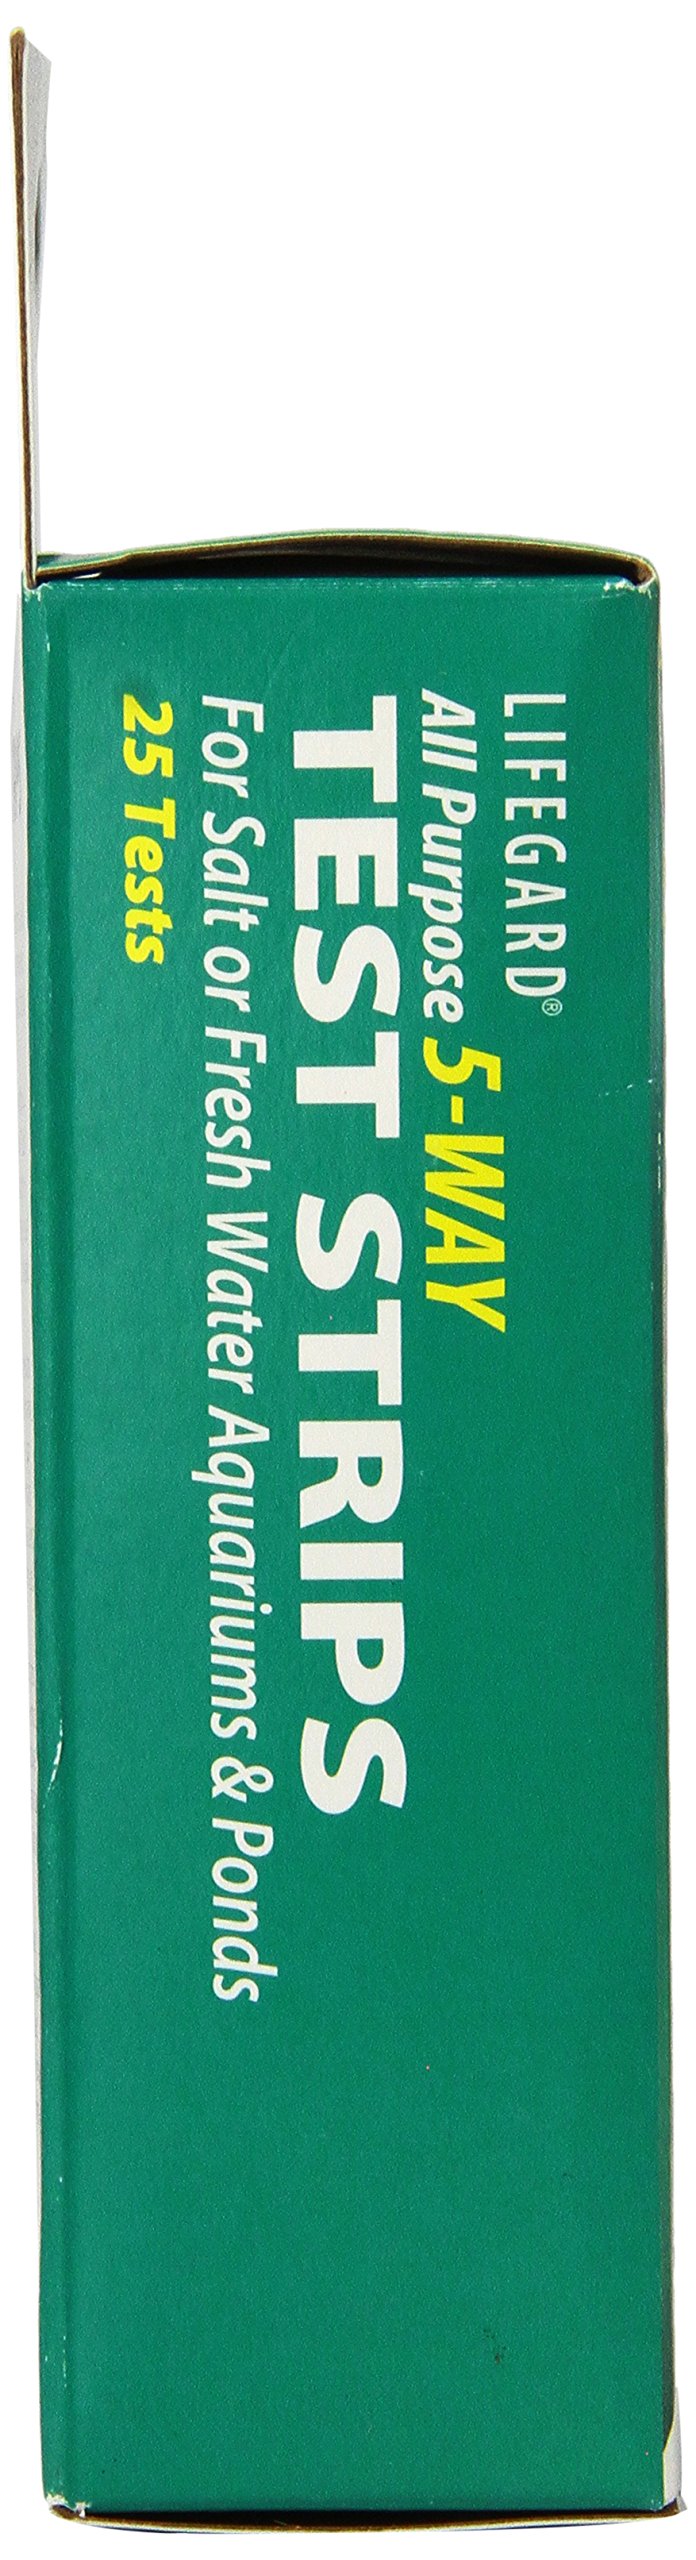 LIFEGARD®
All Purpose 5-WAY
TEST STRIPS
For Salt or Fresh Water Aquariums & Ponds
25 Tests